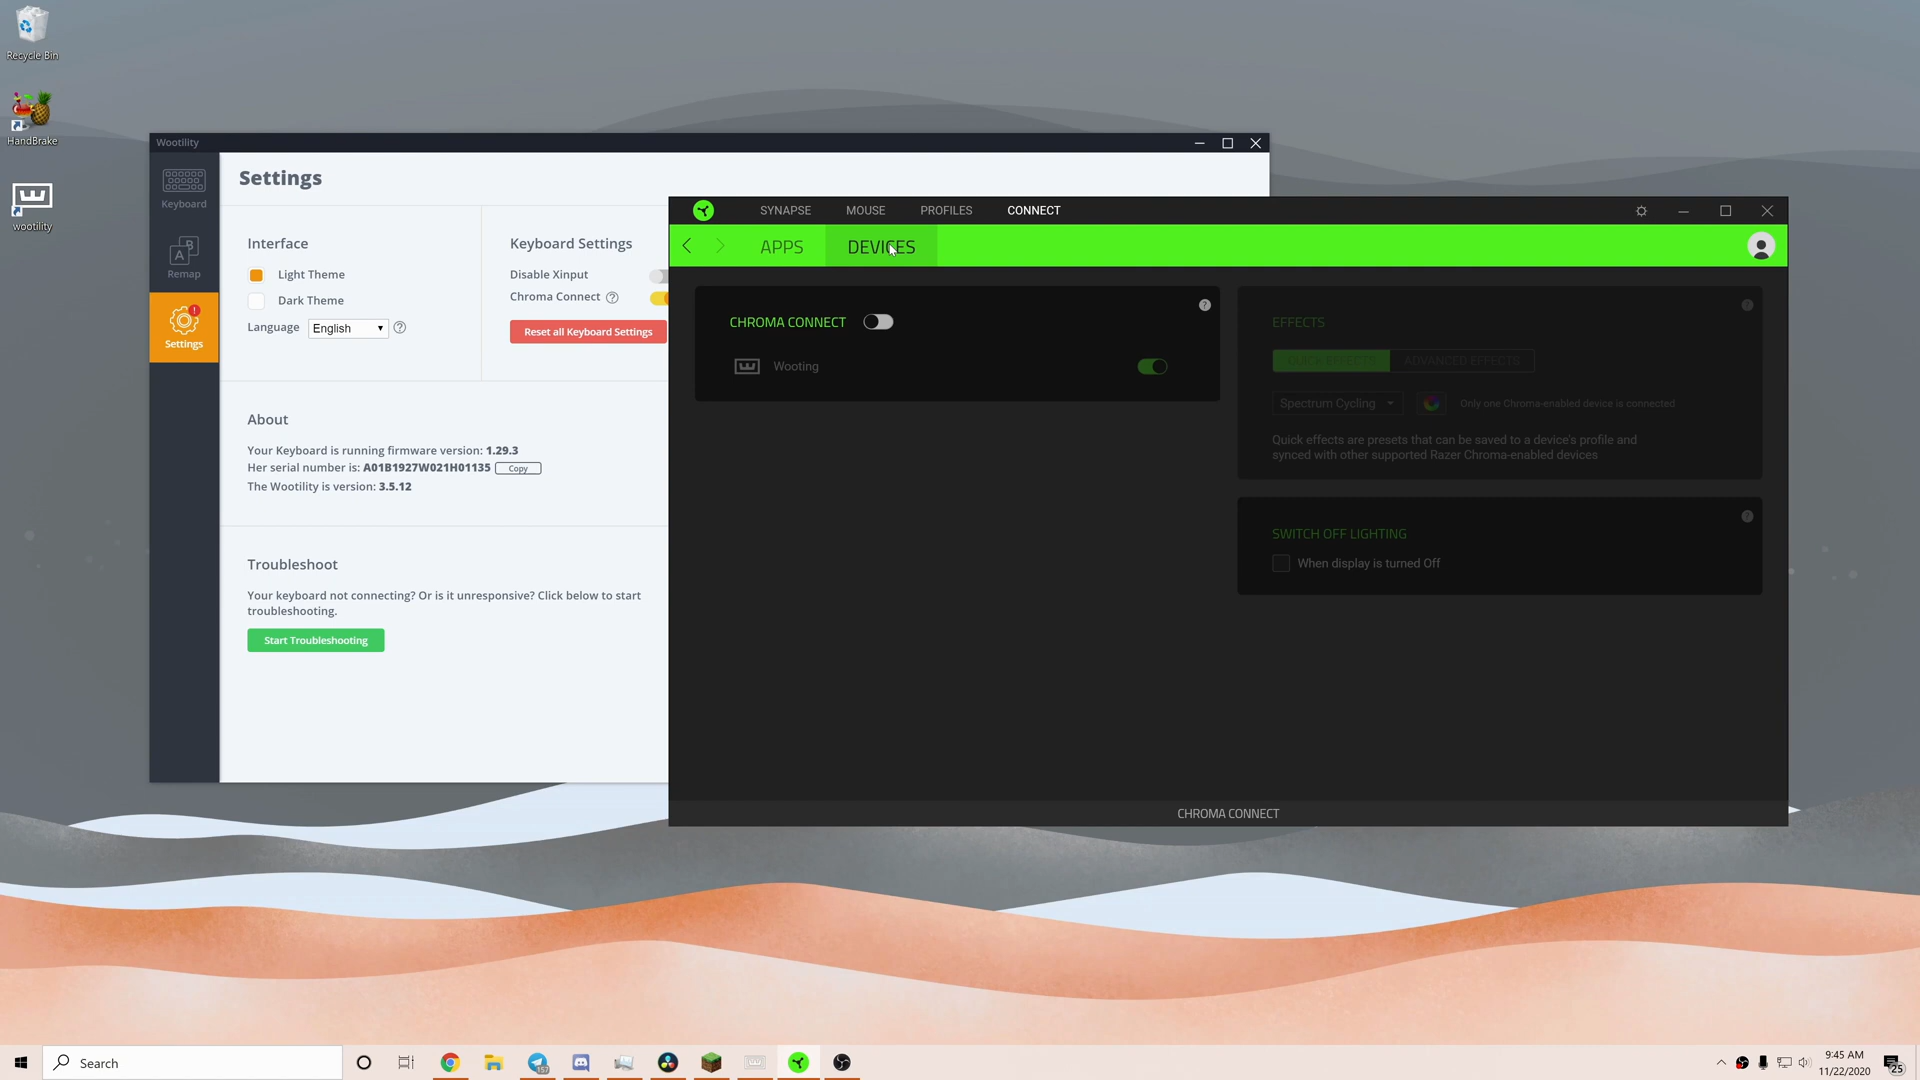 Recycle Bin
HandBrake
wootility
Wootility
Keyboard
Remap
Settings
Settings
Interface
Light Theme
Dark Theme
Language English
Keyboard Settings
Disable Xinput
Chroma Connect
Reset all Keyboard Settings
About
Your Keyboard is running firmware version: 1.29.3
Her serial number is: A01B1927W021H01135 Copy
The Wootility is version: 3.5.12
Troubleshoot
Your keyboard not connecting? Or is it unresponsive? Click below to start
troubleshooting.
Start Troubleshooting
SYNAPSE MOUSE PROFILES CONNECT
APPS DEVICES
CHROMA CONNECT
Wooting
EFFECTS
QUICK EFFECTS ADVANCED EFFECTS
Spectrum Cycling Only one Chroma-enabled device is connected
Quick effects are presets that can be saved to a device's profile and
synced with other supported Razer Chroma-enabled devices
SWITCH OFF LIGHTING
When display is turned Off
CHROMA CONNECT
Search
157
9:45 AM
11/22/2020
25